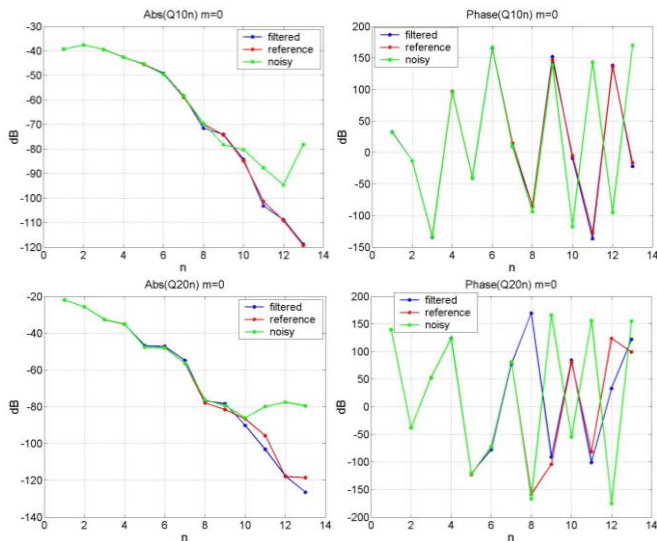 Abs(Q10n) m=0
-30
-40
-50
-60
-70
-80
-90
-100
-110
-120
dB
0 2 4 6 8 10 12 14
n
filtered
reference
noisy
Phase(Q10n) m=0
200
150
100
50
0
-50
-100
-150
dB
0 2 4 6 8 10 12 14
n
filtered
reference
noisy
Abs(Q20n) m=0
-20
-40
-60
-80
-100
-120
-140
dB
0 2 4 6 8 10 12 14
n
filtered
reference
noisy
Phase(Q20n) m=0
200
150
100
50
0
-50
-100
-150
-200
dB
0 2 4 6 8 10 12 14
n
filtered
reference
noisy